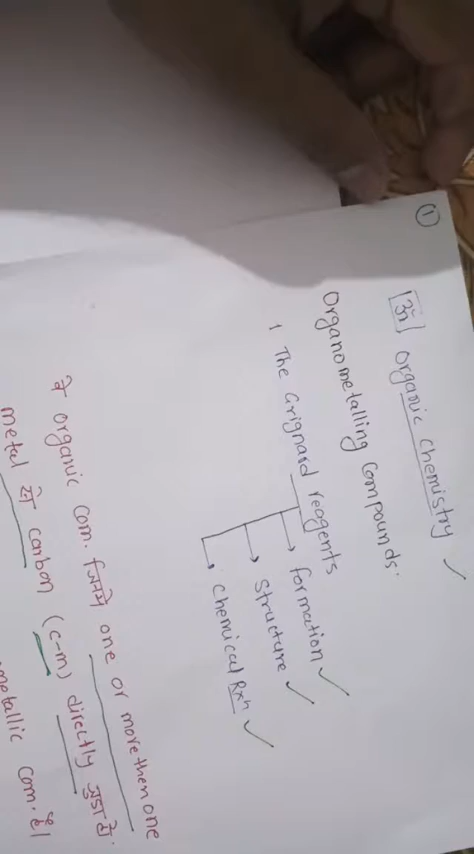 ①
[ॐ] Organic Chemistry
Organometalling Compounds.
1 The Grignard reagents
formation
Structure
Chemical Rxn
वे organic com. जिनमे one or more then one
metal से carbon (c-m) directly जुडा हो.
metallic com. है।